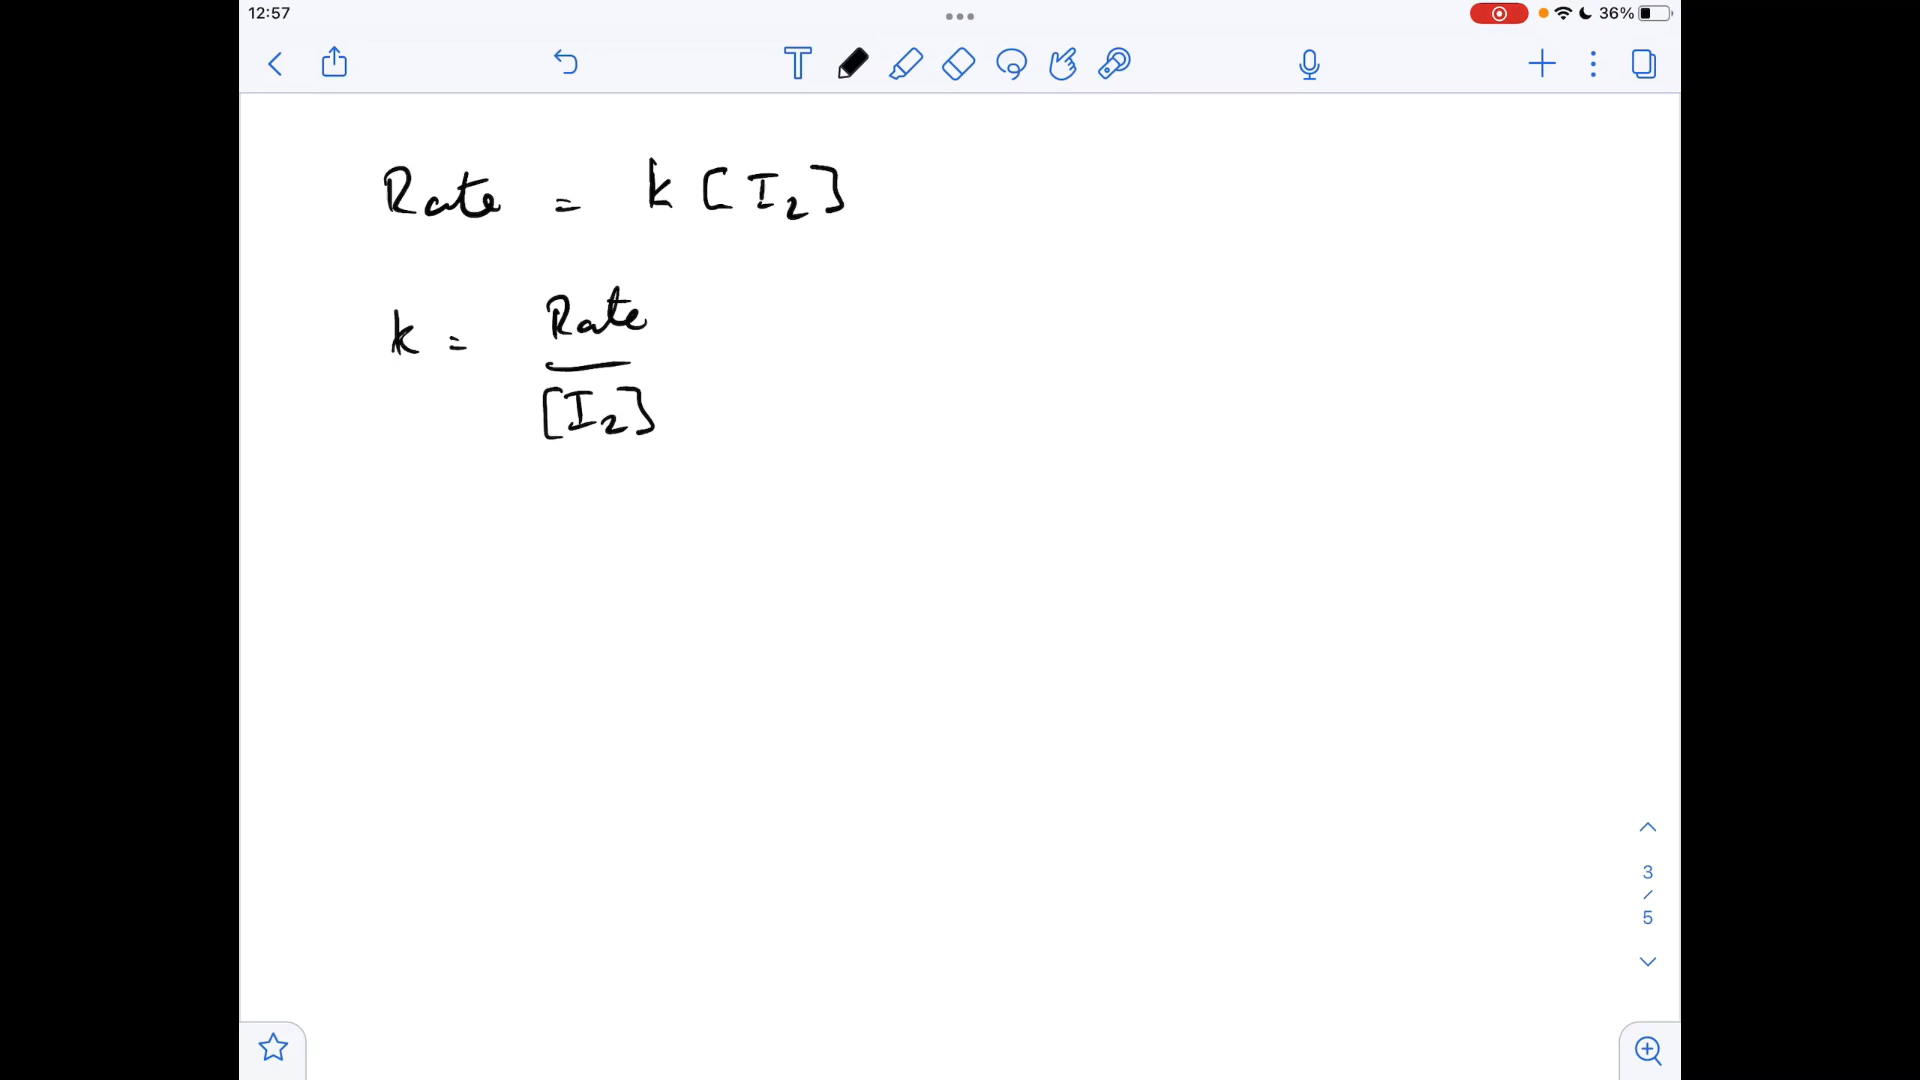 12:57
36%
T
Rate = k [I₂]
k = Rate
[I₂]
3
/
5